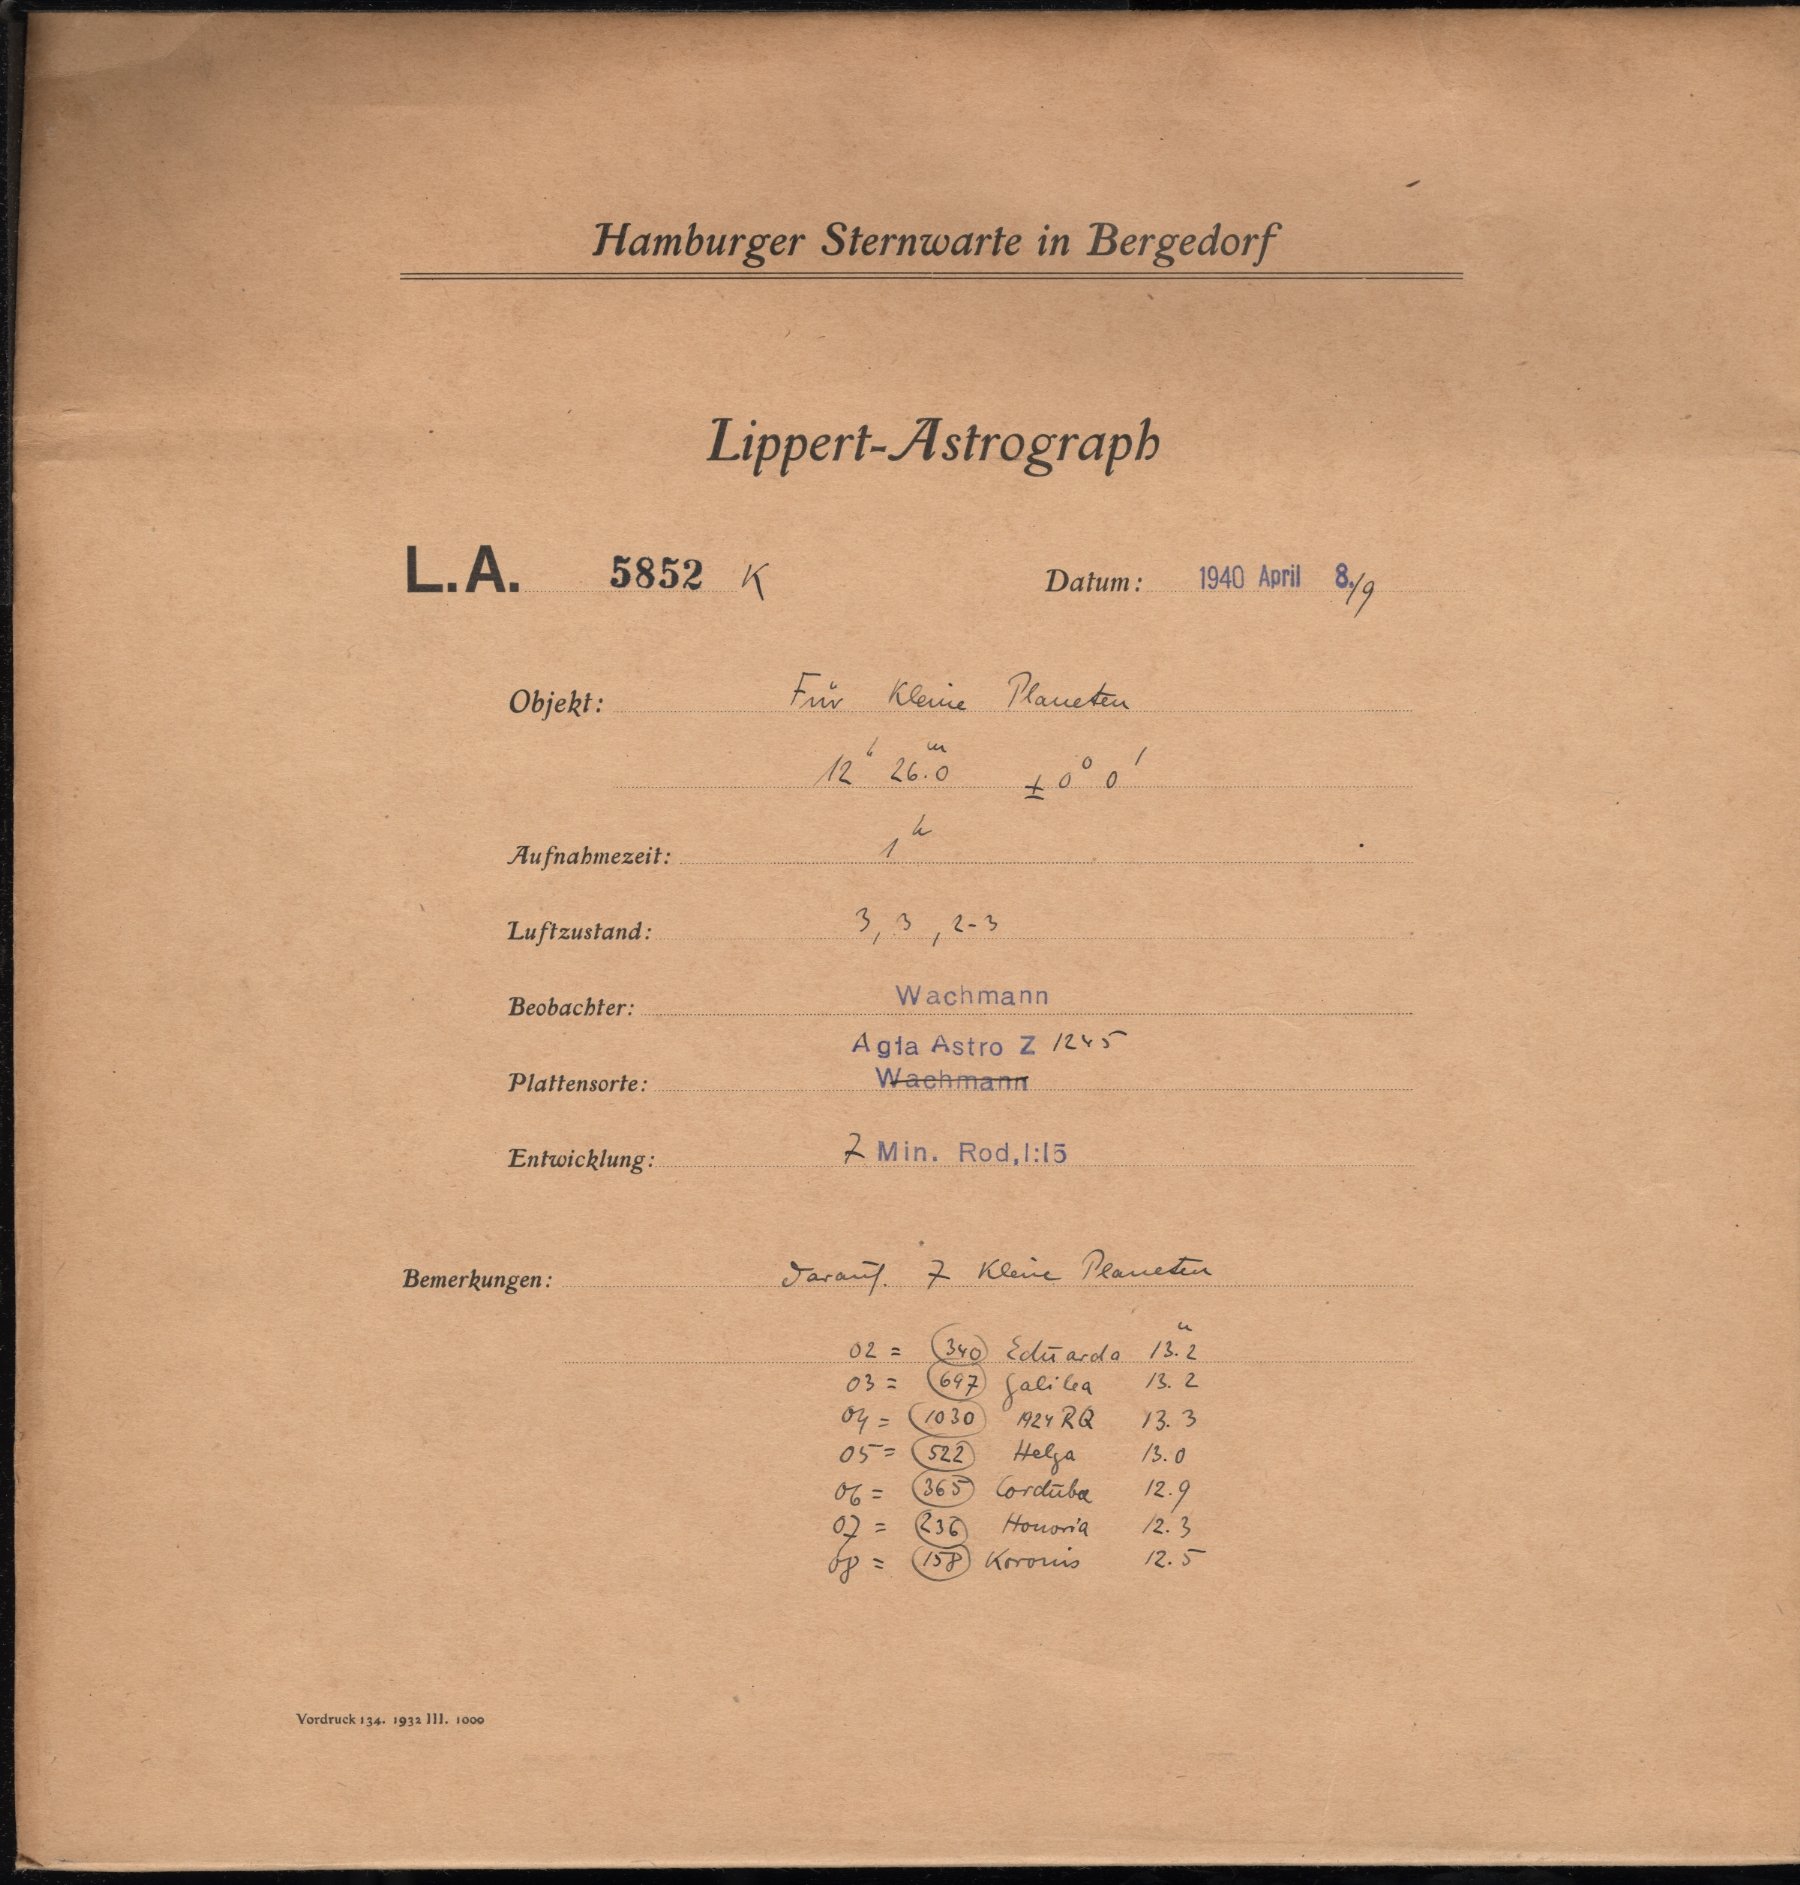 Hamburger Sternwarte in Bergedorf
Lippert-Astrograph
L.A. 5852 K Datum: 1940 April 8./9
Objekt: Für Kleine Planeten
12ʰ 26.0ᵐ ± 0° 0'
Aufnahmezeit: 1ʰ
Luftzustand: 3, 3, 2-3
Beobachter: Wachmann
Agfa Astro Z 1245
Plattensorte: Wachmann
Entwicklung: 7 Min. Rod, 1:15
Bemerkungen: darauf. 7 Kleine Planeten
02 = 340 Eduarda 13.ᵐ2
03 = 697 Galilea 13.2
04 = 1030 1924 RQ 13.3
05 = 522 Helga 13.0
06 = 365 Corduba 12.9
07 = 236 Honoria 12.3
08 = 158 Koronis 12.5
Vordruck 134. 1932 III. 1000